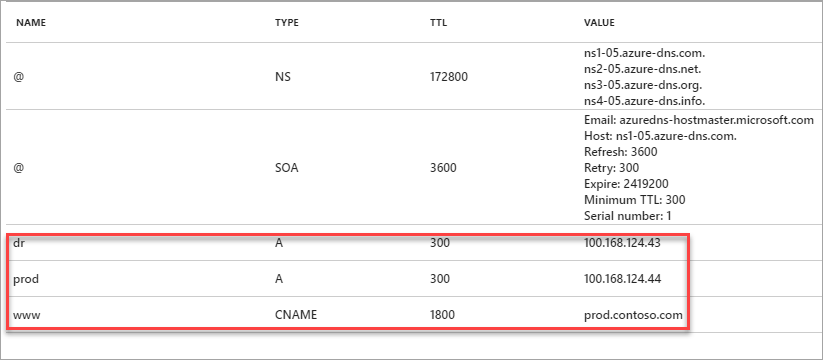 NAME TYPE TTL VALUE
@ NS 172800 ns1-05.azure-dns.com.
ns2-05.azure-dns.net.
ns3-05.azure-dns.org.
ns4-05.azure-dns.info.
@ SOA 3600 Email: azuredns-hostmaster.microsoft.com
Host: ns1-05.azure-dns.com.
Refresh: 3600
Retry: 300
Expire: 2419200
Minimum TTL: 300
Serial number: 1
dr A 300 100.168.124.43
prod A 300 100.168.124.44
www CNAME 1800 prod.contoso.com